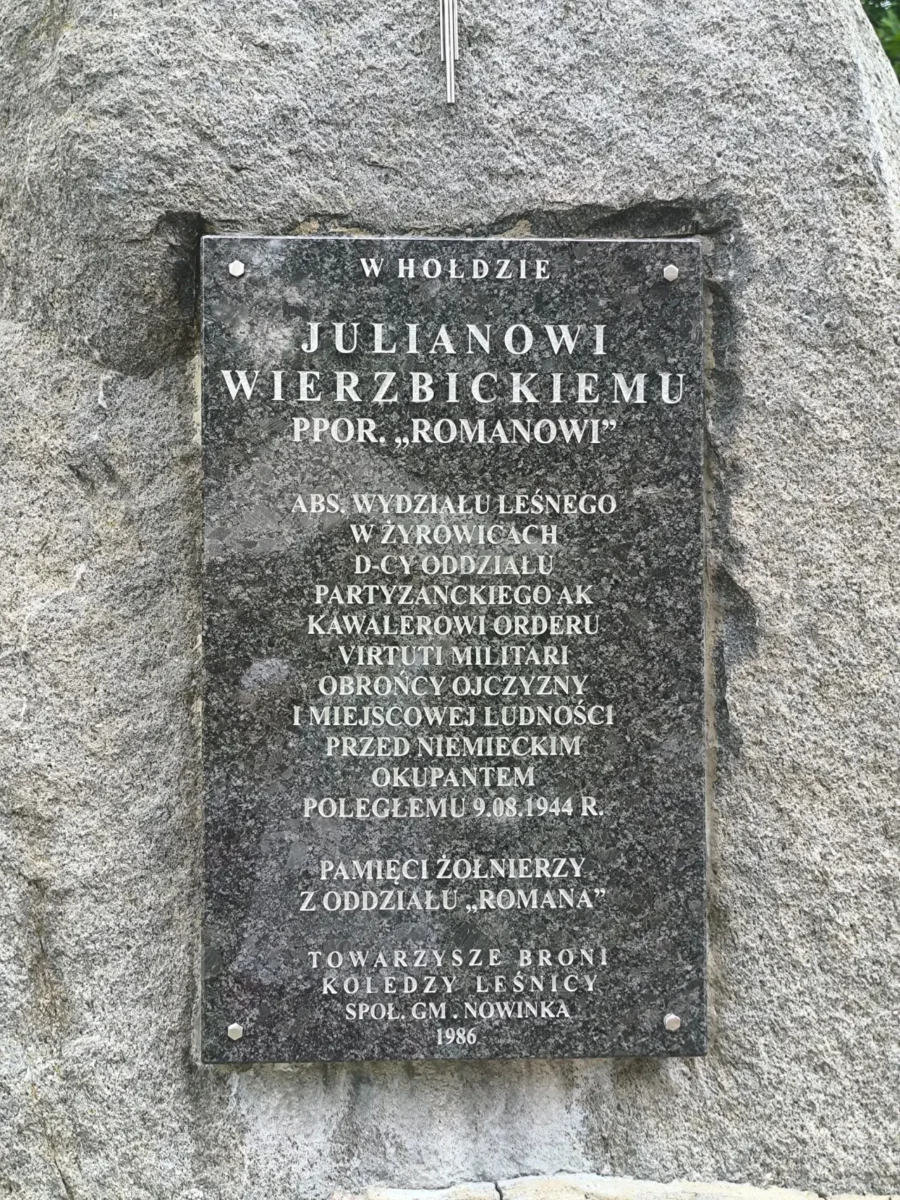 W HOŁDZIE
JULIANOWI
WIERZBICKIEMU
PPOR. „ROMANOWI”
ABS. WYDZIAŁU LEŚNEGO
W ŻYROWICACH
D-CY ODDZIAŁU
PARTYZANCKIEGO AK
KAWALEROWI ORDERU
VIRTUTI MILITARI
OBROŃCY OJCZYZNY
I MIEJSCOWEJ LUDNOŚCI
PRZED NIEMIECKIM
OKUPANTEM
POLEGŁEMU 9.08.1944 R.
PAMIĘCI ŻOŁNIERZY
Z ODDZIAŁU „ROMANA”
TOWARZYSZE BRONI
KOLEDZY LEŚNICY
SPOŁ. GM. NOWINKA
1986